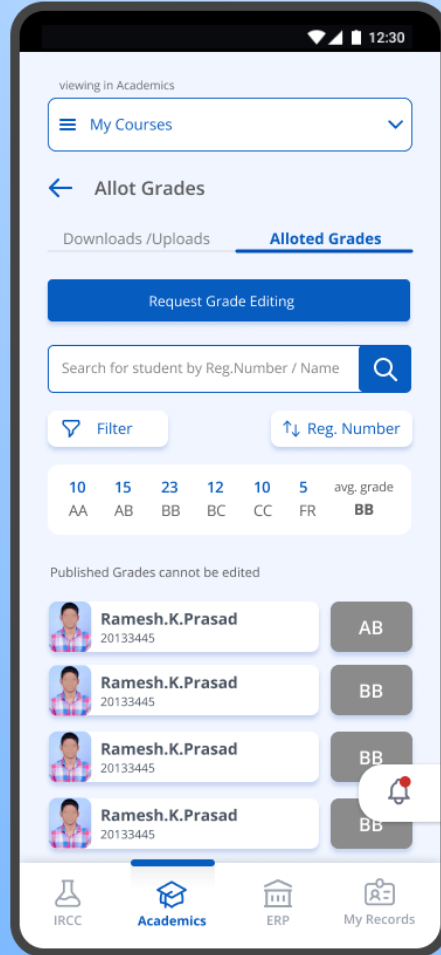 12:30
viewing in Academics
My Courses
Allot Grades
Downloads /Uploads Alloted Grades
Request Grade Editing
Search for student by Reg.Number / Name
Filter Reg. Number
10 15 23 12 10 5 avg. grade
AA AB BB BC CC FR BB
Published Grades cannot be edited
Ramesh.K.Prasad
20133445
AB
Ramesh.K.Prasad
20133445
BB
Ramesh.K.Prasad
20133445
BB
Ramesh.K.Prasad
20133445
BB
IRCC Academics ERP My Records